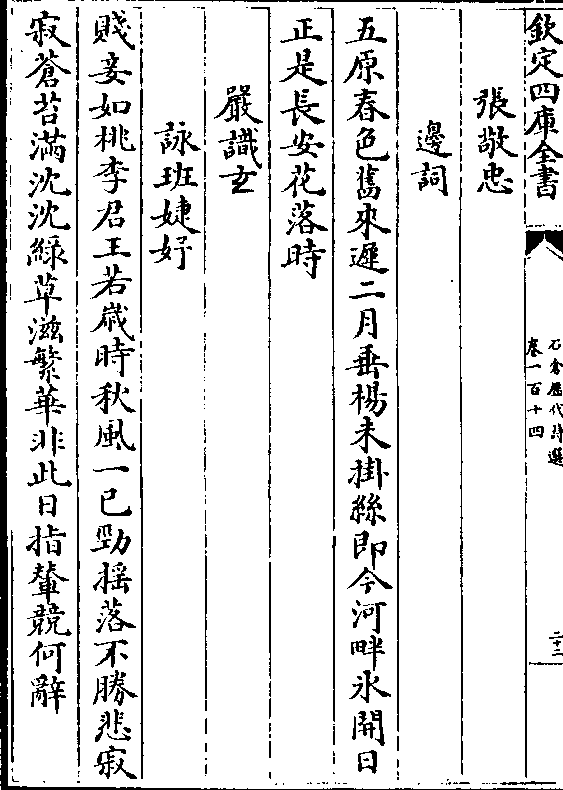 欽定四庫全書
石倉歷代詩選
卷一百十四
二十二
張敬忠
邊詞
五原春色舊來遲二月垂楊未掛絲即今河畔氷開日
正是長安花落時
嚴識玄
詠班婕妤
賤妾如桃李君王若歲時秋風一已勁搖落不勝悲寂
寂蒼苔滿沈沈綠草滋繁華非此日指輦競何辭